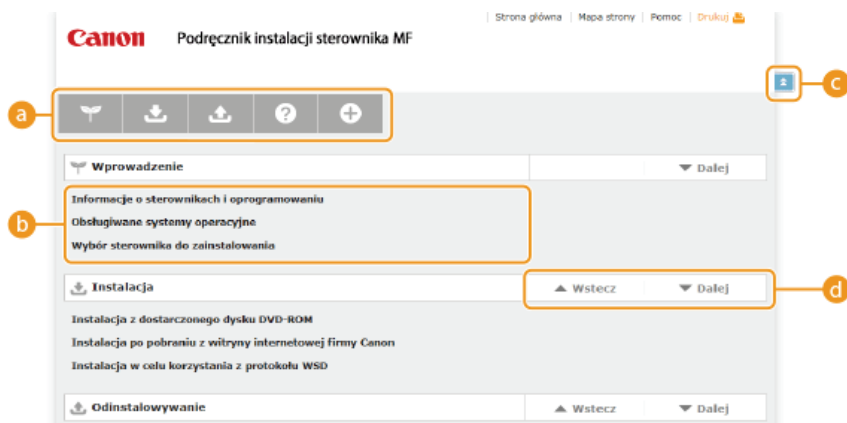 Strona główna | Mapa strony | Pomoc | Drukuj
Canon Podręcznik instalacji sterownika MF
c
a
Wprowadzenie Dalej
b
Informacje o sterownikach i oprogramowaniu
Obsługiwane systemy operacyjne
Wybór sterownika do zainstalowania
Instalacja Wstecz Dalej
d
Instalacja z dostarczonego dysku DVD-ROM
Instalacja po pobraniu z witryny internetowej firmy Canon
Instalacja w celu korzystania z protokołu WSD
Odinstalowywanie Wstecz Dalej